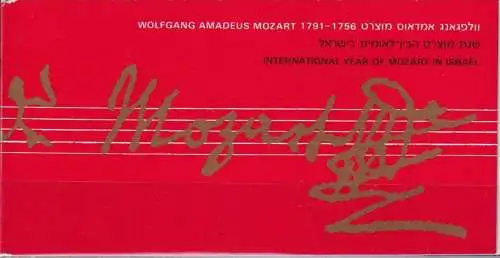 WOLFGANG AMADEUS MOZART 1791-1756 וולפגאנג אמדאוס מוצרט
שנת מוצרט הבין-לאומית בישראל
INTERNATIONAL YEAR OF MOZART IN ISRAEL
Mozart